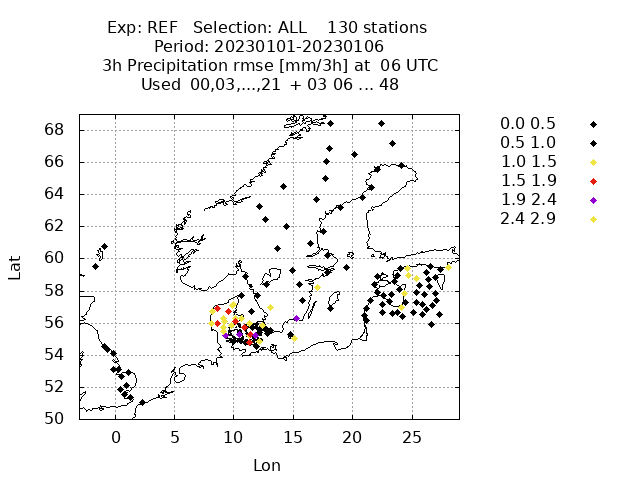 Exp: REF   Selection: ALL    130 stations
Period: 20230101-20230106
3h Precipitation rmse [mm/3h] at  06 UTC
Used  00,03,...,21  + 03 06 ... 48
0.0 0.5
0.5 1.0
1.0 1.5
1.5 1.9
1.9 2.4
2.4 2.9
68
66
64
62
60
58
56
54
52
50
Lat
0 5 10 15 20 25
Lon